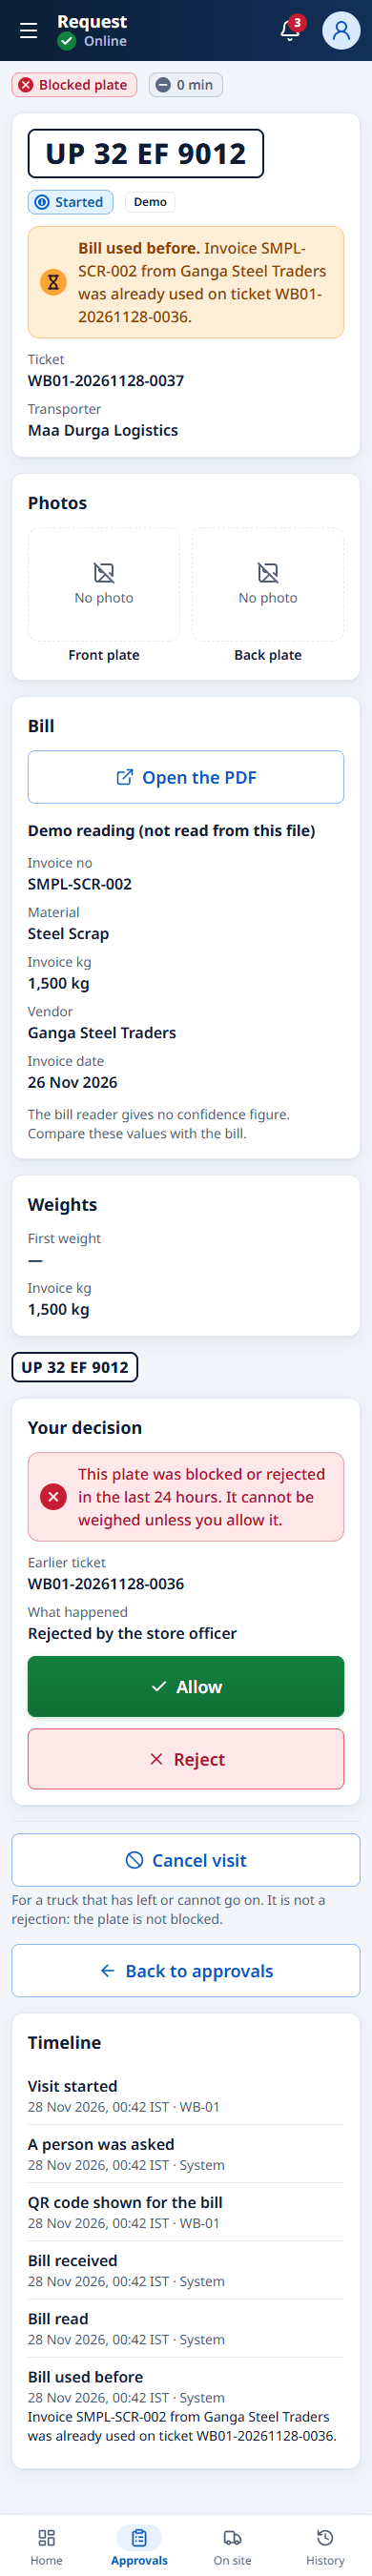 Request
Online
3
Blocked plate
0 min
UP 32 EF 9012
Started
Demo
Bill used before. Invoice SMPL-
SCR-002 from Ganga Steel Traders
was already used on ticket WB01-
20261128-0036.
Ticket
WB01-20261128-0037
Transporter
Maa Durga Logistics
Photos
No photo
No photo
Front plate
Back plate
Bill
Open the PDF
Demo reading (not read from this file)
Invoice no
SMPL-SCR-002
Material
Steel Scrap
Invoice kg
1,500 kg
Vendor
Ganga Steel Traders
Invoice date
26 Nov 2026
The bill reader gives no confidence figure.
Compare these values with the bill.
Weights
First weight
—
Invoice kg
1,500 kg
UP 32 EF 9012
Your decision
This plate was blocked or rejected
in the last 24 hours. It cannot be
weighed unless you allow it.
Earlier ticket
WB01-20261128-0036
What happened
Rejected by the store officer
Allow
Reject
Cancel visit
For a truck that has left or cannot go on. It is not a
rejection: the plate is not blocked.
Back to approvals
Timeline
Visit started
28 Nov 2026, 00:42 IST · WB-01
A person was asked
28 Nov 2026, 00:42 IST · System
QR code shown for the bill
28 Nov 2026, 00:42 IST · WB-01
Bill received
28 Nov 2026, 00:42 IST · System
Bill read
28 Nov 2026, 00:42 IST · System
Bill used before
28 Nov 2026, 00:42 IST · System
Invoice SMPL-SCR-002 from Ganga Steel Traders
was already used on ticket WB01-20261128-0036.
Home
Approvals
On site
History